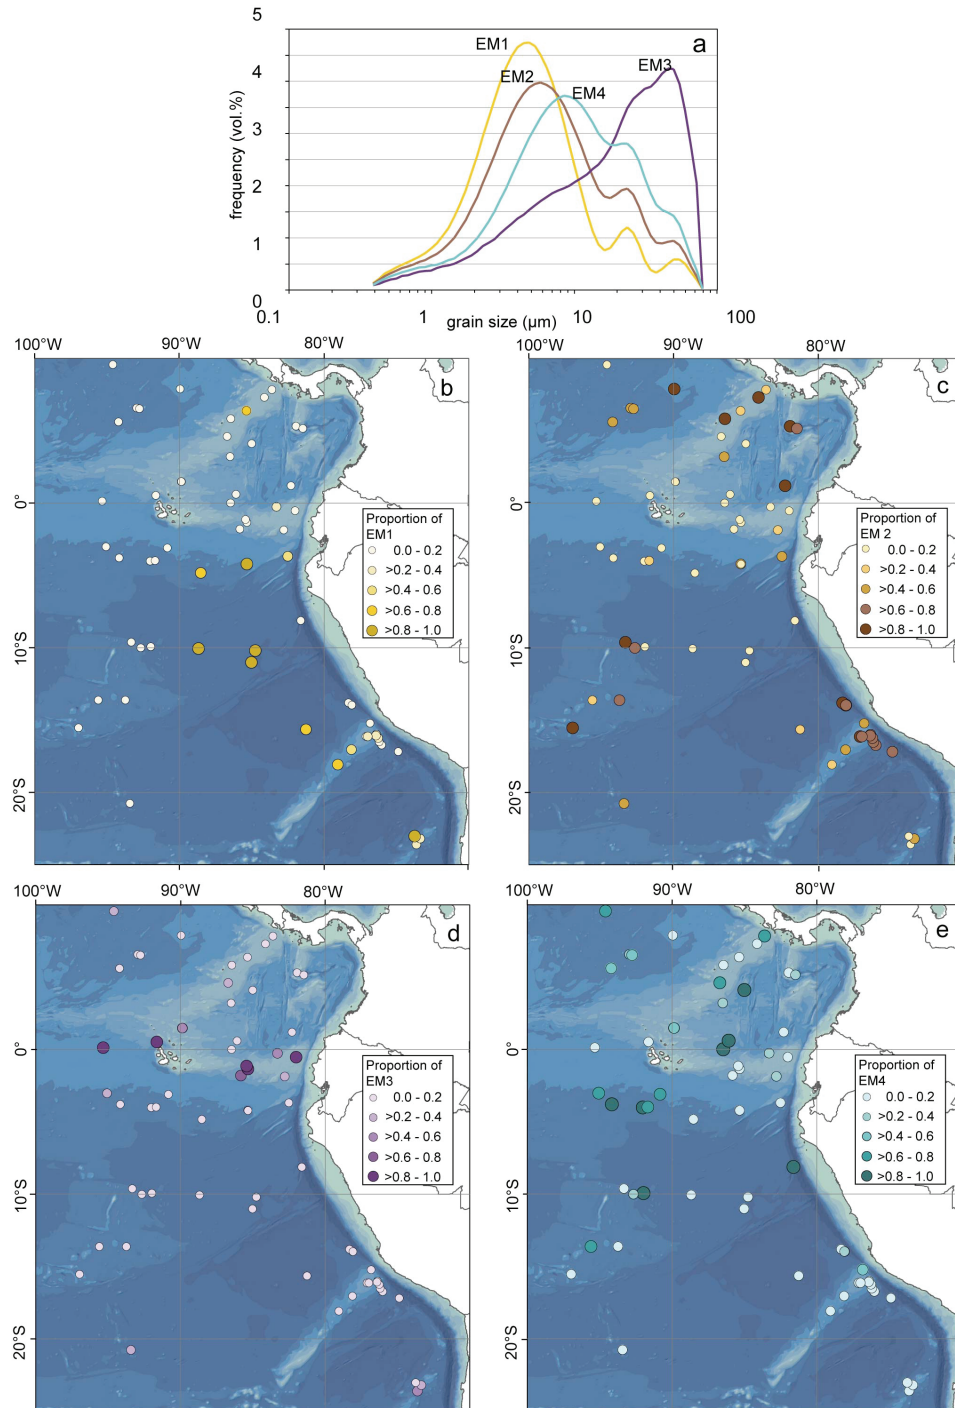 5
4
3
2
1
0
frequency (vol.%)
a
EM1
EM2
EM4
EM3
0.1
1
10
100
grain size (µm)
100°W
90°W
80°W
b
0°
10°S
20°S
Proportion of
EM1
0.0 - 0.2
>0.2 - 0.4
>0.4 - 0.6
>0.6 - 0.8
>0.8 - 1.0
100°W
90°W
80°W
c
0°
10°S
20°S
Proportion of
EM 2
0.0 - 0.2
>0.2 - 0.4
>0.4 - 0.6
>0.6 - 0.8
>0.8 - 1.0
100°W
90°W
80°W
d
0°
10°S
20°S
Proportion of
EM3
0.0 - 0.2
>0.2 - 0.4
>0.4 - 0.6
>0.6 - 0.8
>0.8 - 1.0
100°W
90°W
80°W
e
0°
10°S
20°S
Proportion of
EM4
0.0 - 0.2
>0.2 - 0.4
>0.4 - 0.6
>0.6 - 0.8
>0.8 - 1.0